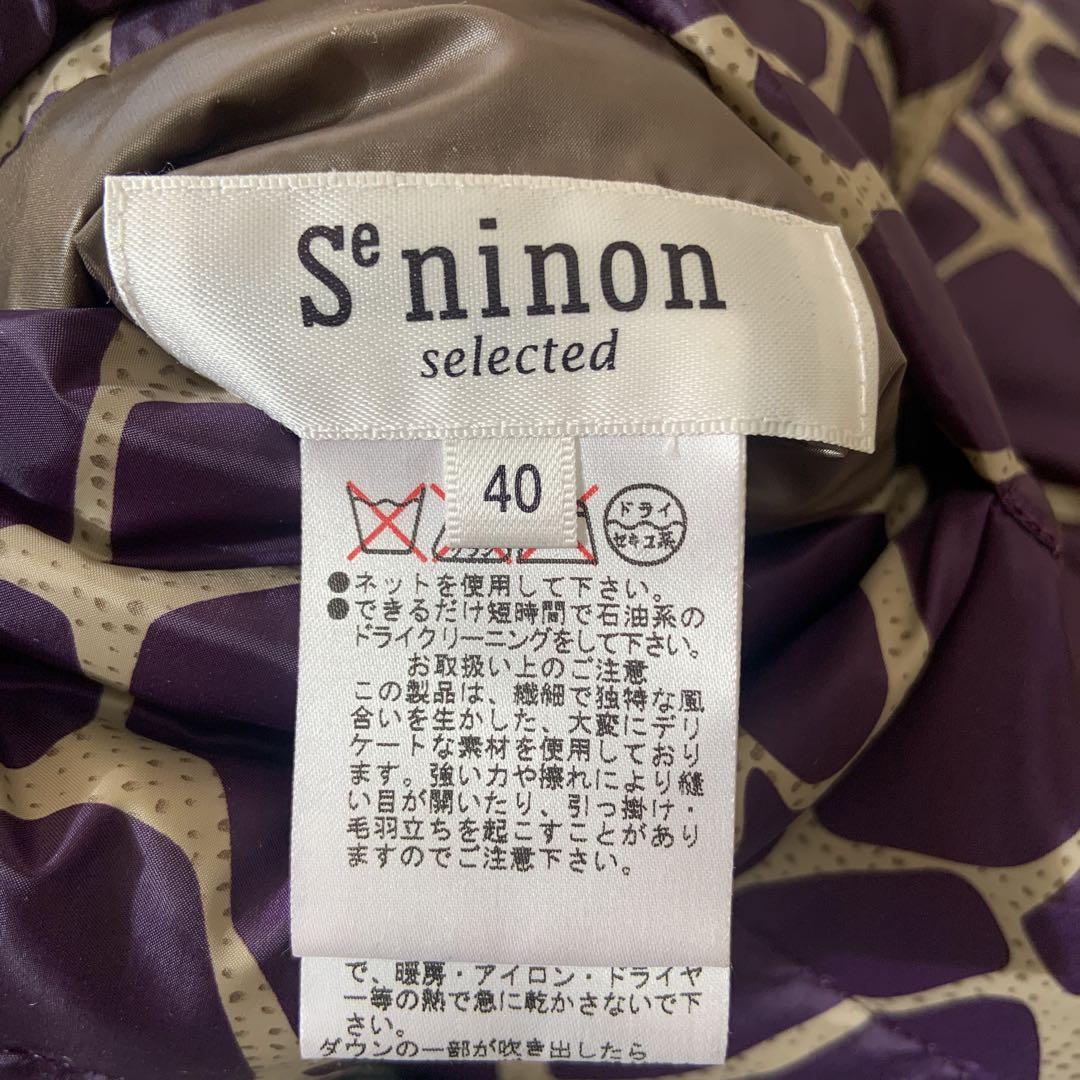 Se ninon
selected
40
ドライ
セキユ系
●ネットを使用して下さい。
●できるだけ短時間で石油系の
ドライクリーニングをして下さい。
お取扱い上のご注意
この製品は、繊細で独特な風
合いを生かした、大変にデリ
ケートな素材を使用しており
ます。強い力や擦れにより縫
い目が開いたり、引っ掛け・
毛羽立ちを起こすことがあり
ますのでご注意下さい。
で、暖房・アイロン・ドライヤ
ー等の熱で急に乾かさないで下
さい。
ダウンの一部が吹き出したら